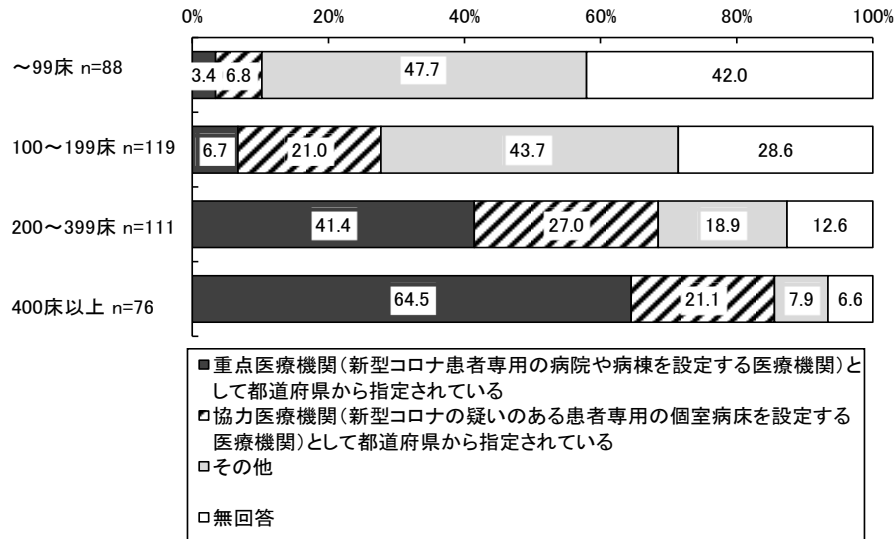 0% 20% 40% 60% 80% 100%
～99床 n=88 3.4 6.8 47.7 42.0
100～199床 n=119 6.7 21.0 43.7 28.6
200～399床 n=111 41.4 27.0 18.9 12.6
400床以上 n=76 64.5 21.1 7.9 6.6
重点医療機関（新型コロナ患者専用の病院や病棟を設定する医療機関）と
して都道府県から指定されている
協力医療機関（新型コロナの疑いのある患者専用の個室病床を設定する
医療機関）として都道府県から指定されている
その他
無回答